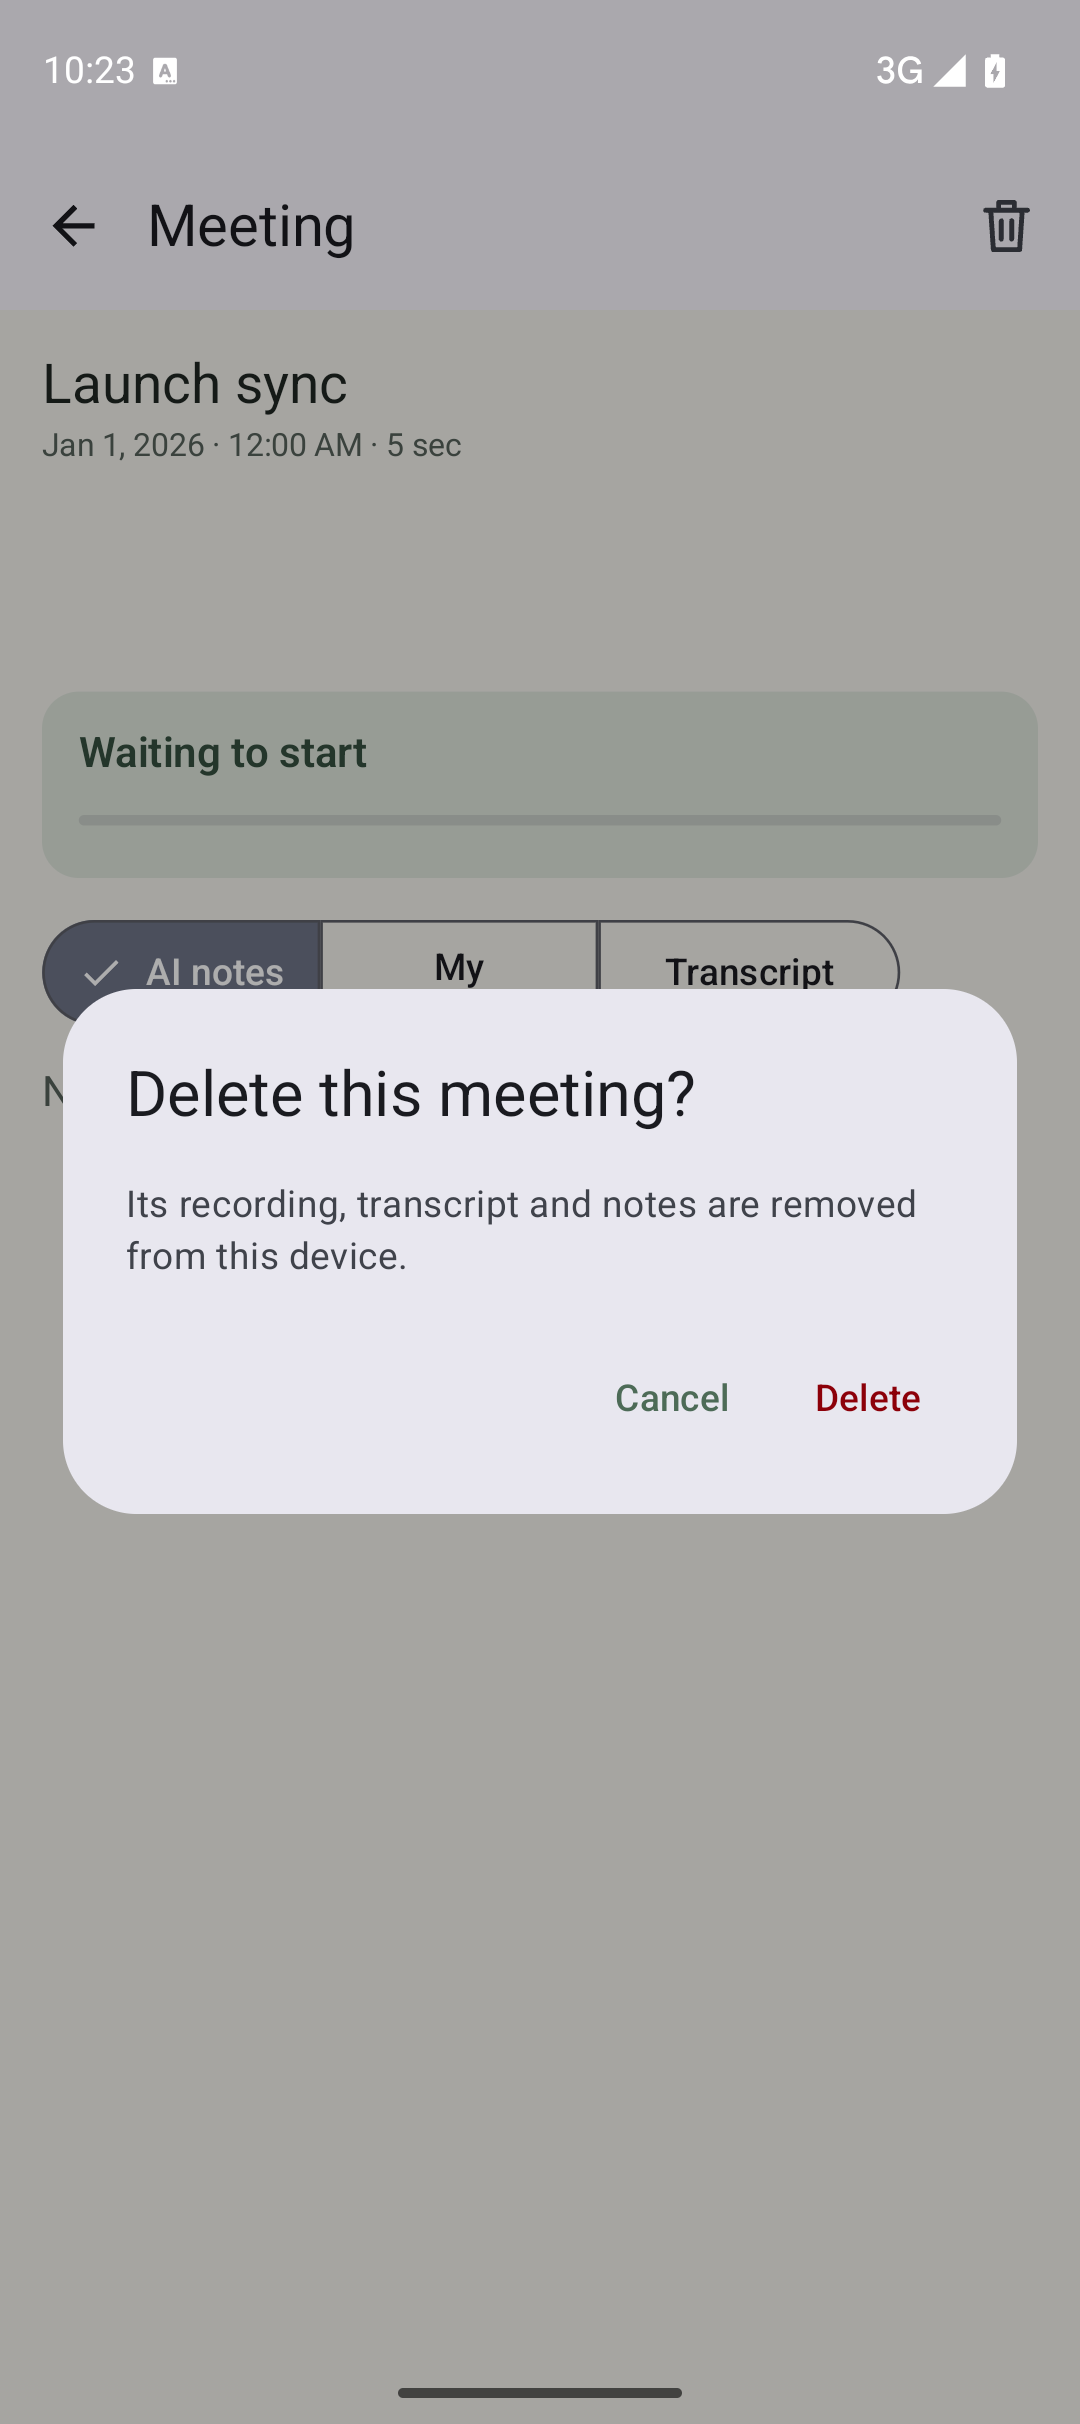 10:23
3G
Meeting
Launch sync
Jan 1, 2026 · 12:00 AM · 5 sec
Waiting to start
AI notes
My
Transcript
Delete this meeting?
Its recording, transcript and notes are removed
from this device.
Cancel
Delete